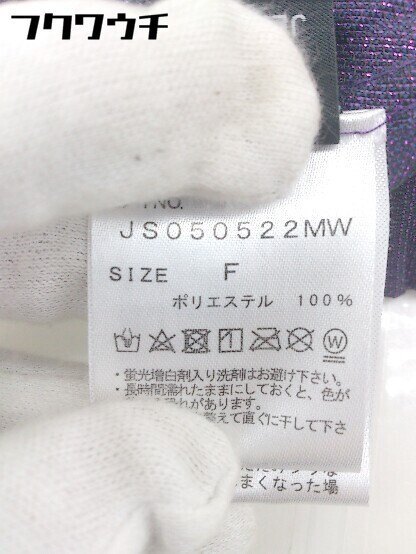 フクワウチ
NO.
JS050522MW
SIZE F
ポリエステル 100%
W
・蛍光増白剤入り洗剤はお避け下さい。
・長時間濡れたままにしておくと、色が
があります。
えて直ぐに干して下さ
まくなった場